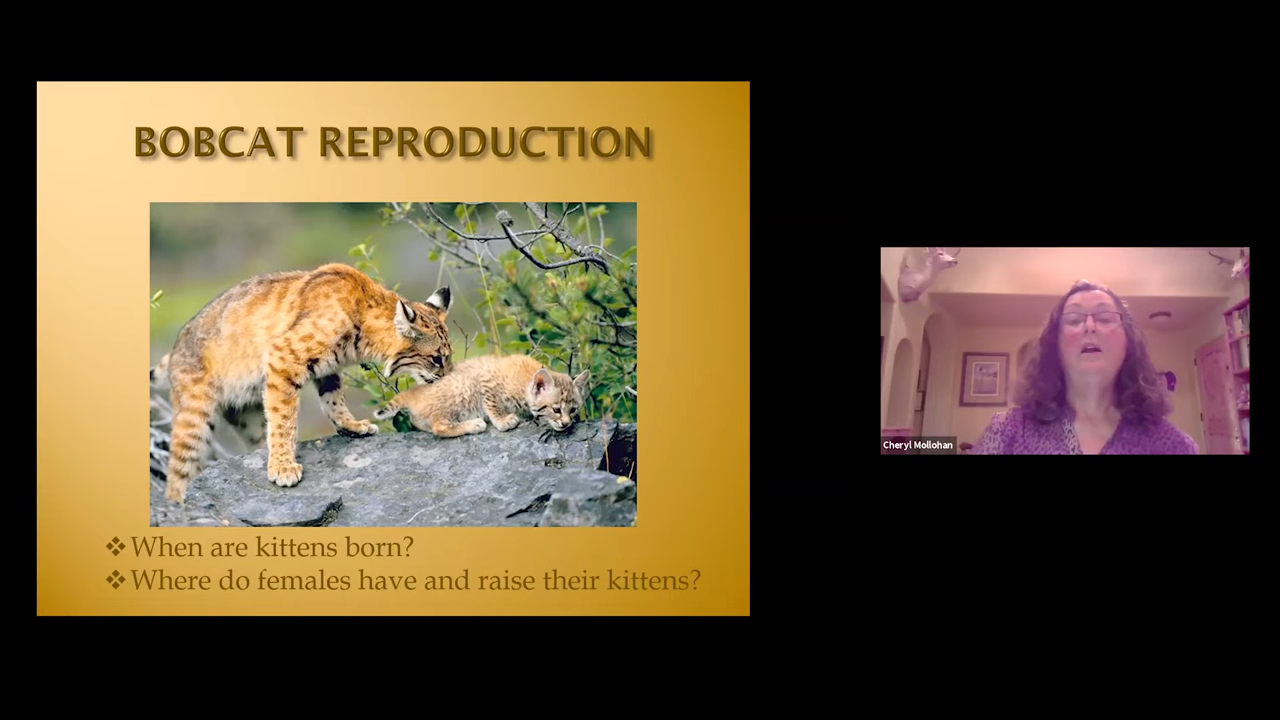 BOBCAT REPRODUCTION
❖When are kittens born?
❖Where do females have and raise their kittens?
Cheryl Mollohan